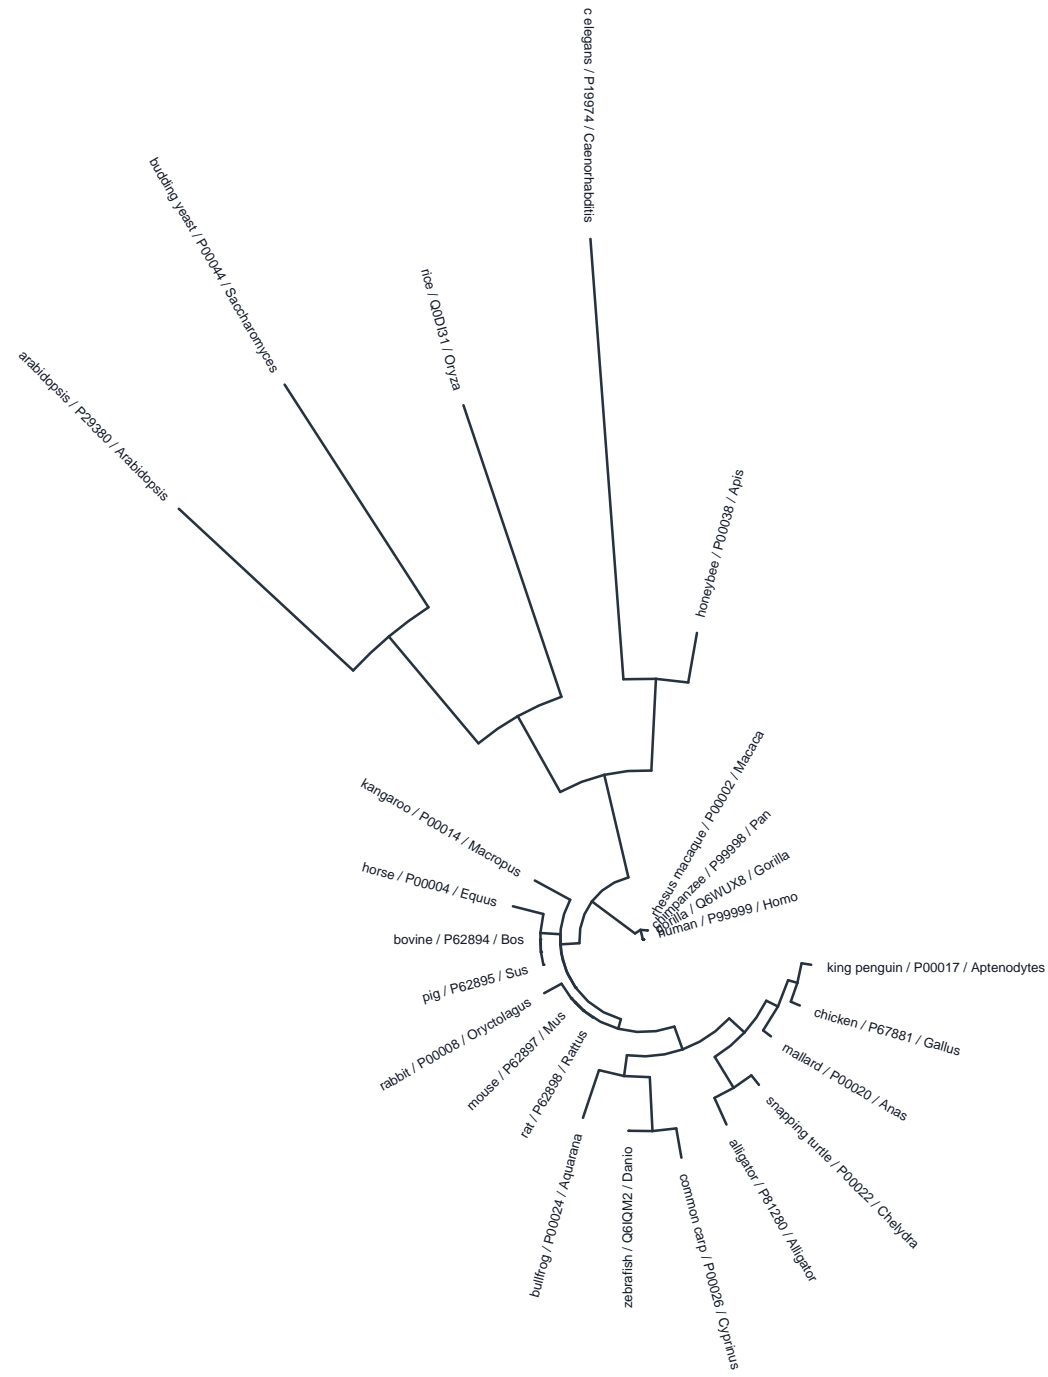 c elegans / P19974 / Caenorhabditis
budding yeast / P00044 / Saccharomyces
rice / Q0DI31 / Oryza
arabidopsis / P29380 / Arabidopsis
honeybee / P00038 / Apis
rhesus macaque / P00002 / Macaca
chimpanzee / P99998 / Pan
gorilla / Q6WUX8 / Gorilla
human / P99999 / Homo
kangaroo / P00014 / Macropus
horse / P00004 / Equus
bovine / P62894 / Bos
pig / P62895 / Sus
rabbit / P00008 / Oryctolagus
mouse / P62897 / Mus
rat / P62898 / Rattus
bullfrog / P00024 / Aquarana
zebrafish / Q6IQM2 / Danio
common carp / P00026 / Cyprinus
alligator / P81280 / Alligator
snapping turtle / P00022 / Chelydra
mallard / P00020 / Anas
chicken / P67881 / Gallus
king penguin / P00017 / Aptenodytes